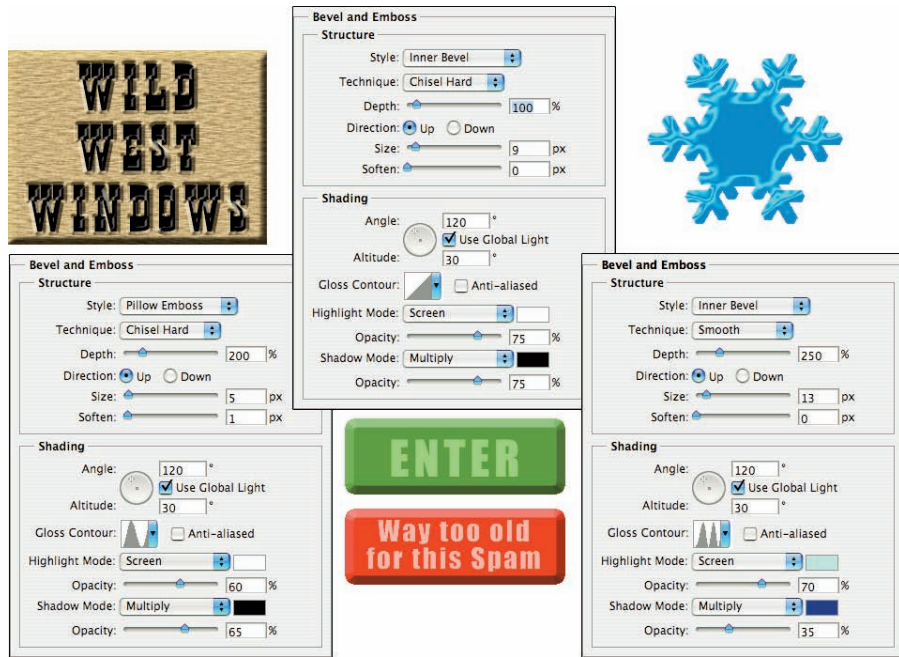 WILD
WEST
WINDOWS
Bevel and Emboss
Structure
Style: Inner Bevel
Technique: Chisel Hard
Depth: 100 %
Direction: Up Down
Size: 9 px
Soften: 0 px
Shading
Angle: 120 °
Use Global Light
Altitude: 30 °
Gloss Contour: Anti-aliased
Highlight Mode: Screen
Opacity: 75 %
Shadow Mode: Multiply
Opacity: 75 %
Bevel and Emboss
Structure
Style: Pillow Emboss
Technique: Chisel Hard
Depth: 200 %
Direction: Up Down
Size: 5 px
Soften: 1 px
Shading
Angle: 120 °
Use Global Light
Altitude: 30 °
Gloss Contour: Anti-aliased
Highlight Mode: Screen
Opacity: 60 %
Shadow Mode: Multiply
Opacity: 65 %
ENTER
Way too old
for this Spam
Bevel and Emboss
Structure
Style: Inner Bevel
Technique: Smooth
Depth: 250 %
Direction: Up Down
Size: 13 px
Soften: 0 px
Shading
Angle: 120 °
Use Global Light
Altitude: 30 °
Gloss Contour: Anti-aliased
Highlight Mode: Screen
Opacity: 70 %
Shadow Mode: Multiply
Opacity: 35 %